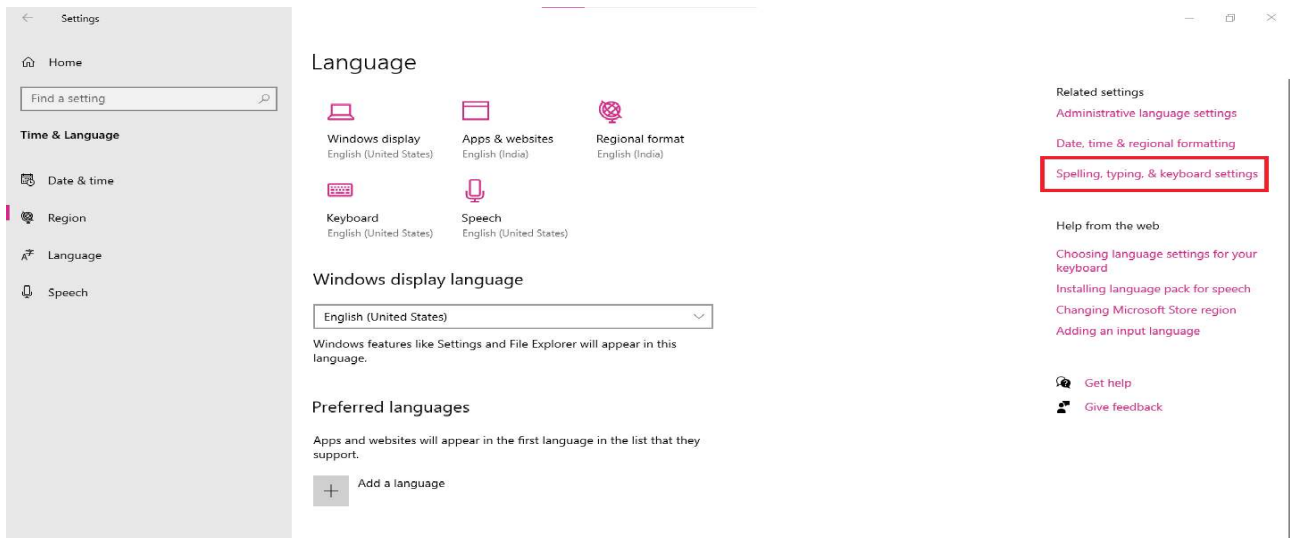 Settings
Home
Find a setting
Time & Language
Date & time
Region
Language
Speech
Language
Windows display
English (United States)
Apps & websites
English (India)
Regional format
English (India)
Keyboard
English (United States)
Speech
English (United States)
Windows display language
English (United States)
Windows features like Settings and File Explorer will appear in this
language.
Preferred languages
Apps and websites will appear in the first language in the list that they
support.
Add a language
Related settings
Administrative language settings
Date, time & regional formatting
Spelling, typing, & keyboard settings
Help from the web
Choosing language settings for your
keyboard
Installing language pack for speech
Changing Microsoft Store region
Adding an input language
Get help
Give feedback